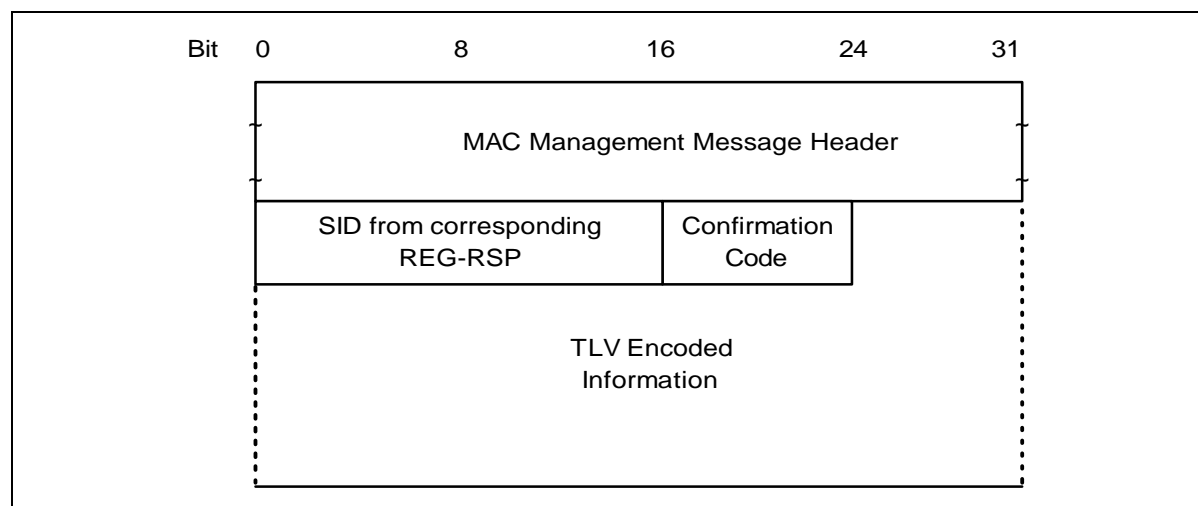 Bit 0 8 16 24 31
~ ~
MAC Management Message Header
~ ~
SID from corresponding
REG-RSP
Confirmation
Code
TLV Encoded
Information